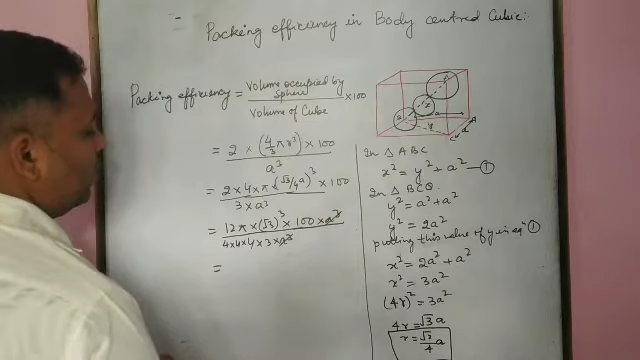 Packing efficiency in Body centred Cubic:-
Packing efficiency = Volume occupied by Sphere / Volume of Cube × 100
= 2 × (4/3 π r³) × 100 / a³
= 2 × 4 × π (√3/4 a)³ × 100 / 3 × a³
= 12 π × (√3)³ × 100 × a³ / 4 × 4 × 4 × 3 × a³
=
In △ ABC
x² = y² + a² — ①
In △ BCD
y² = a² + a²
y² = 2a²
putting this value of y in eqⁿ ①
x² = 2a² + a²
x² = 3a²
(4r)² = 3a²
4r = √3 a
r = √3/4 a